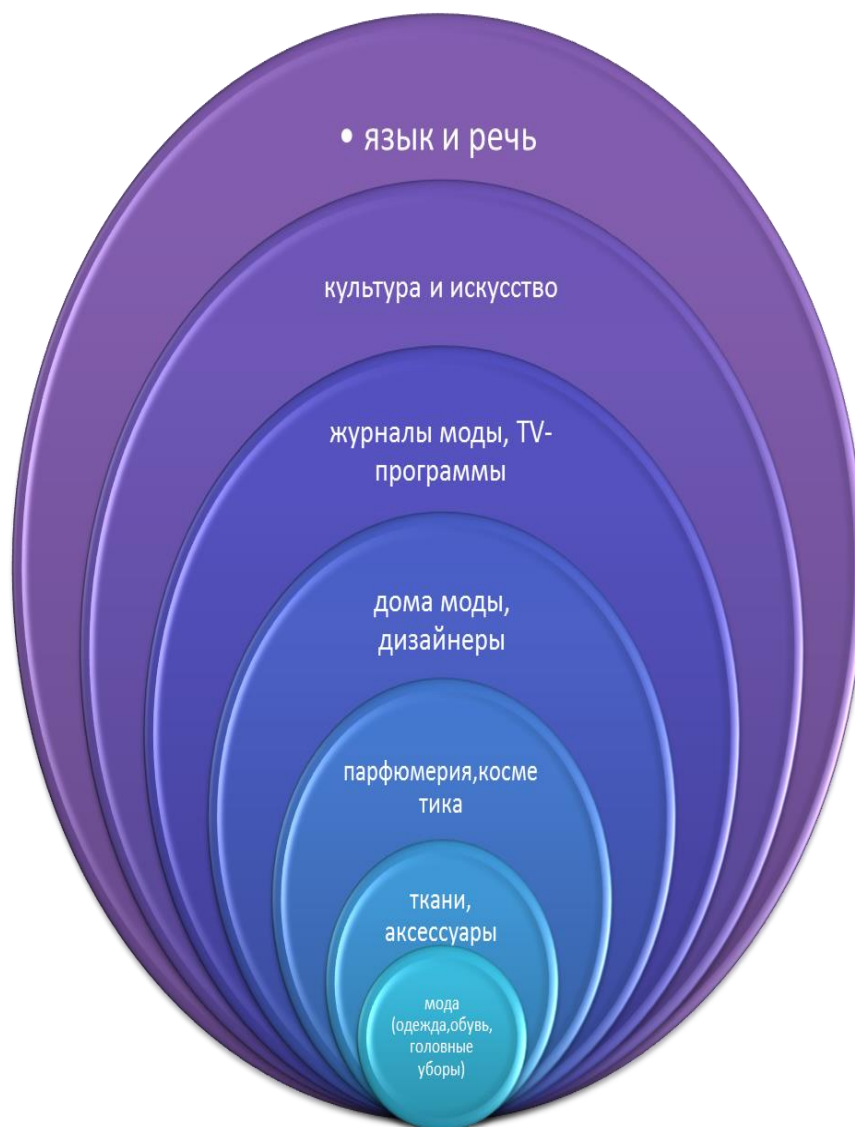 • язык и речь
культура и искусство
журналы моды, TV-
программы
дома моды,
дизайнеры
парфюмерия,косме
тика
ткани,
аксессуары
мода
(одежда,обувь,
головные
уборы)